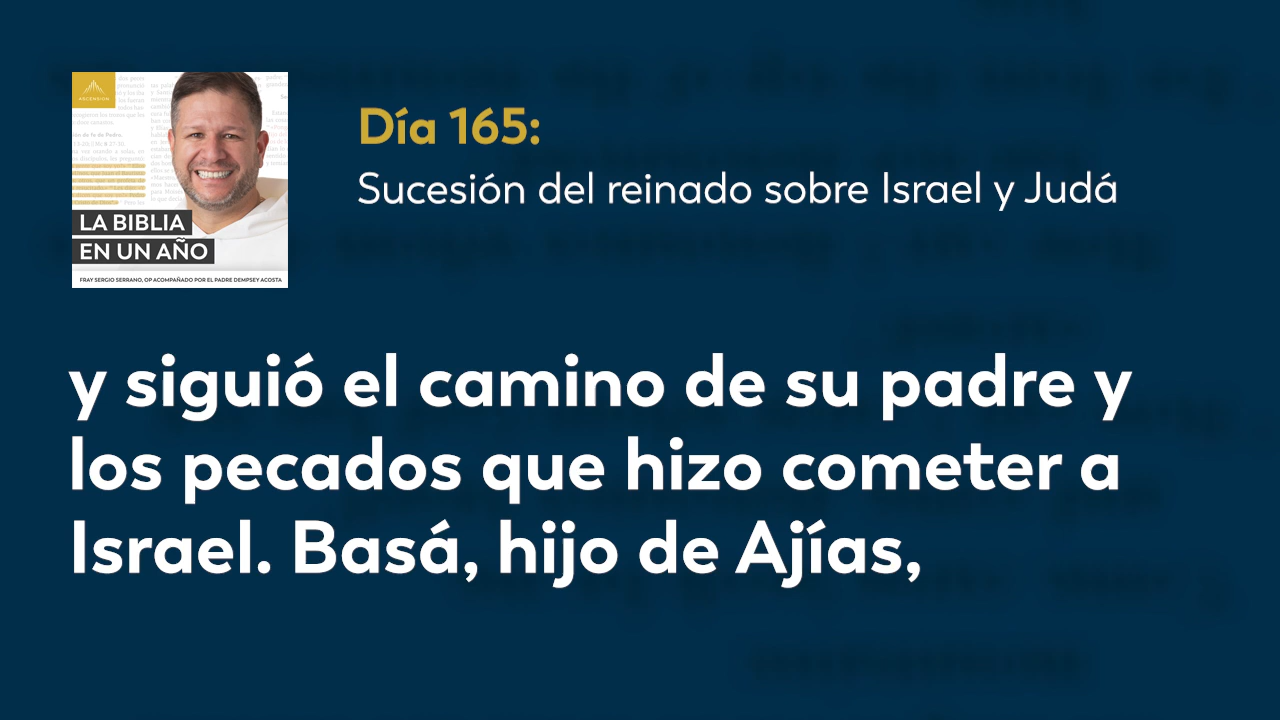 ASCENSION
LA BIBLIA
EN UN AÑO
FRAY SERGIO SERRANO, OP ACOMPAÑADO POR EL PADRE DEMPSEY ACOSTA
Día 165:
Sucesión del reinado sobre Israel y Judá
y siguió el camino de su padre y
los pecados que hizo cometer a
Israel. Basá, hijo de Ajías,